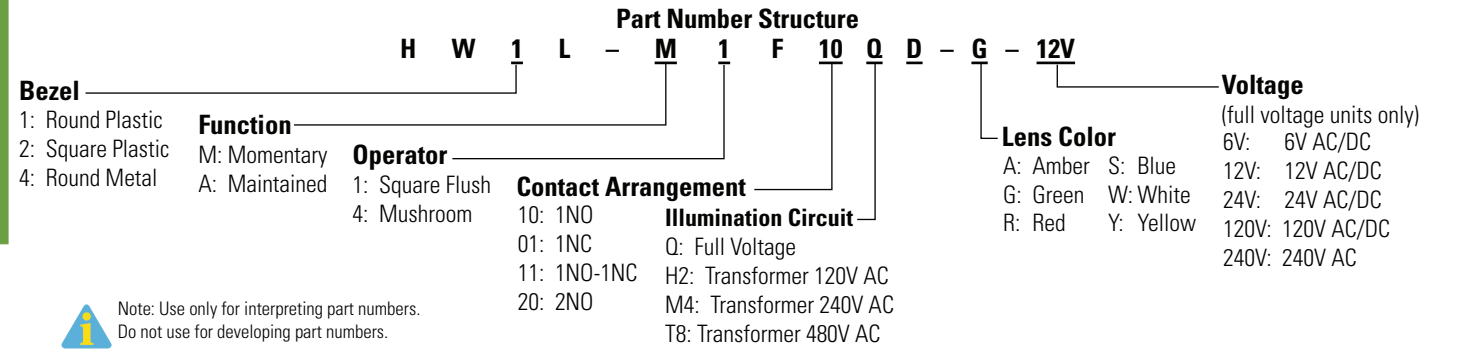 Part Number Structure
H W 1 L – M 1 F 10 Q D – G – 12V
Bezel
1: Round Plastic
2: Square Plastic
4: Round Metal
Function
M: Momentary
A: Maintained
Operator
1: Square Flush
4: Mushroom
Contact Arrangement
10: 1NO
01: 1NC
11: 1NO-1NC
20: 2NO
Illumination Circuit
Q: Full Voltage
H2: Transformer 120V AC
M4: Transformer 240V AC
T8: Transformer 480V AC
Lens Color
A: Amber S: Blue
G: Green W: White
R: Red Y: Yellow
Voltage
(full voltage units only)
6V: 6V AC/DC
12V: 12V AC/DC
24V: 24V AC/DC
120V: 120V AC/DC
240V: 240V AC
Note: Use only for interpreting part numbers.
Do not use for developing part numbers.